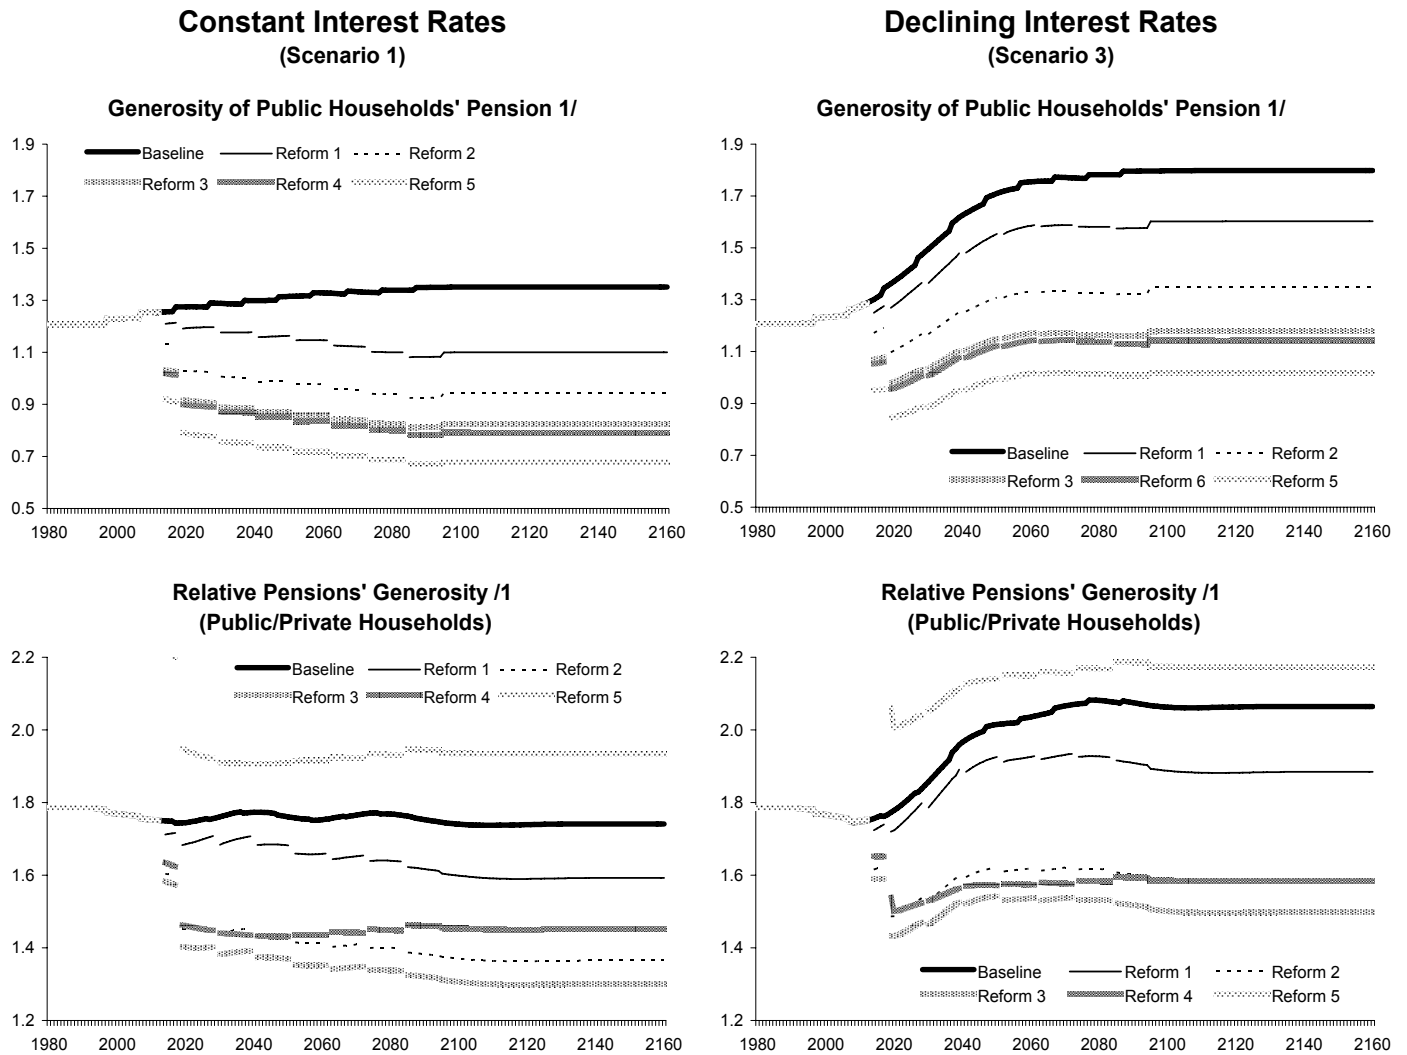 Constant Interest Rates
(Scenario 1)
Declining Interest Rates
(Scenario 3)
Generosity of Public Households' Pension 1/
1.9
1.7
1.5
1.3
1.1
0.9
0.7
0.5
Baseline Reform 1 Reform 2
Reform 3 Reform 4 Reform 5
1980 2000 2020 2040 2060 2080 2100 2120 2140 2160
Generosity of Public Households' Pension 1/
1.9
1.7
1.5
1.3
1.1
0.9
0.7
0.5
Baseline Reform 1 Reform 2
Reform 3 Reform 6 Reform 5
1980 2000 2020 2040 2060 2080 2100 2120 2140 2160
Relative Pensions' Generosity /1
(Public/Private Households)
2.2
2.0
1.8
1.6
1.4
1.2
Baseline Reform 1 Reform 2
Reform 3 Reform 4 Reform 5
1980 2000 2020 2040 2060 2080 2100 2120 2140 2160
Relative Pensions' Generosity /1
(Public/Private Households)
2.2
2.0
1.8
1.6
1.4
1.2
Baseline Reform 1 Reform 2
Reform 3 Reform 4 Reform 5
1980 2000 2020 2040 2060 2080 2100 2120 2140 2160